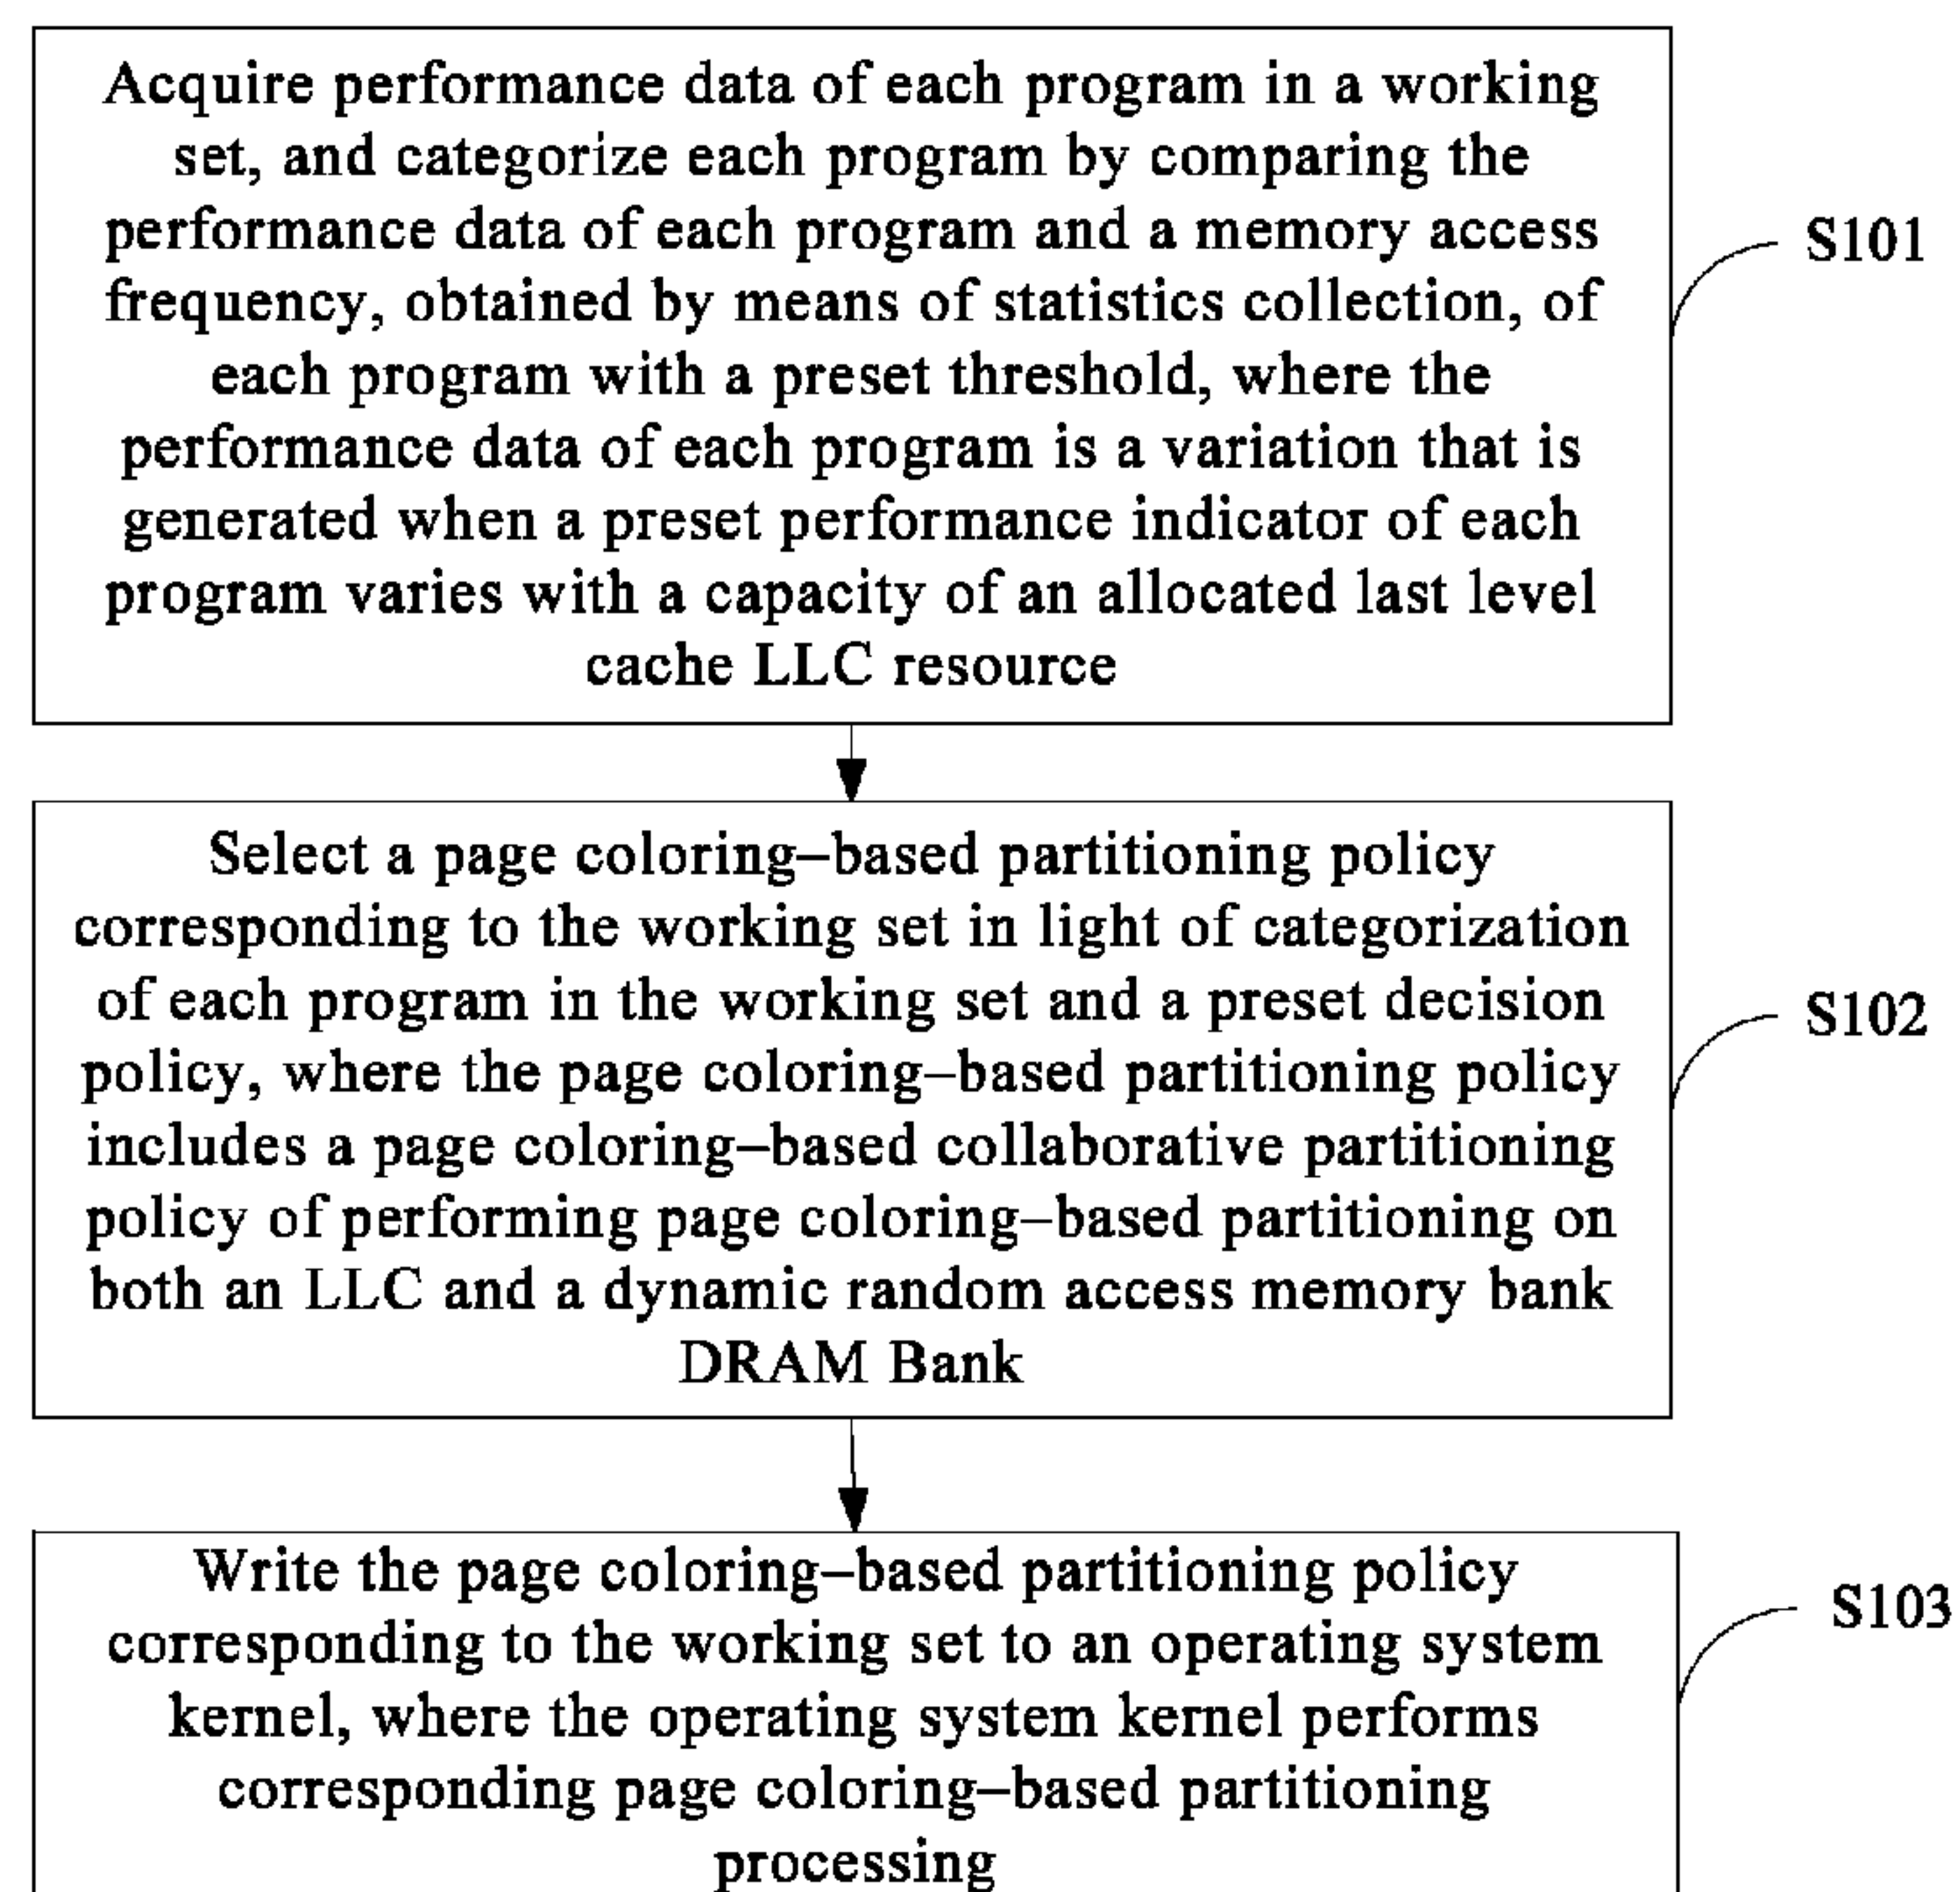 Acquire performance data of each program in a working
set, and categorize each program by comparing the
performance data of each program and a memory access
frequency, obtained by means of statistics collection, of
each program with a preset threshold, where the
performance data of each program is a variation that is
generated when a preset performance indicator of each
program varies with a capacity of an allocated last level
cache LLC resource
S101
Select a page coloring–based partitioning policy
corresponding to the working set in light of categorization
of each program in the working set and a preset decision
policy, where the page coloring–based partitioning policy
includes a page coloring–based collaborative partitioning
policy of performing page coloring–based partitioning on
both an LLC and a dynamic random access memory bank
DRAM Bank
S102
Write the page coloring–based partitioning policy
corresponding to the working set to an operating system
kernel, where the operating system kernel performs
corresponding page coloring–based partitioning
processing
S103